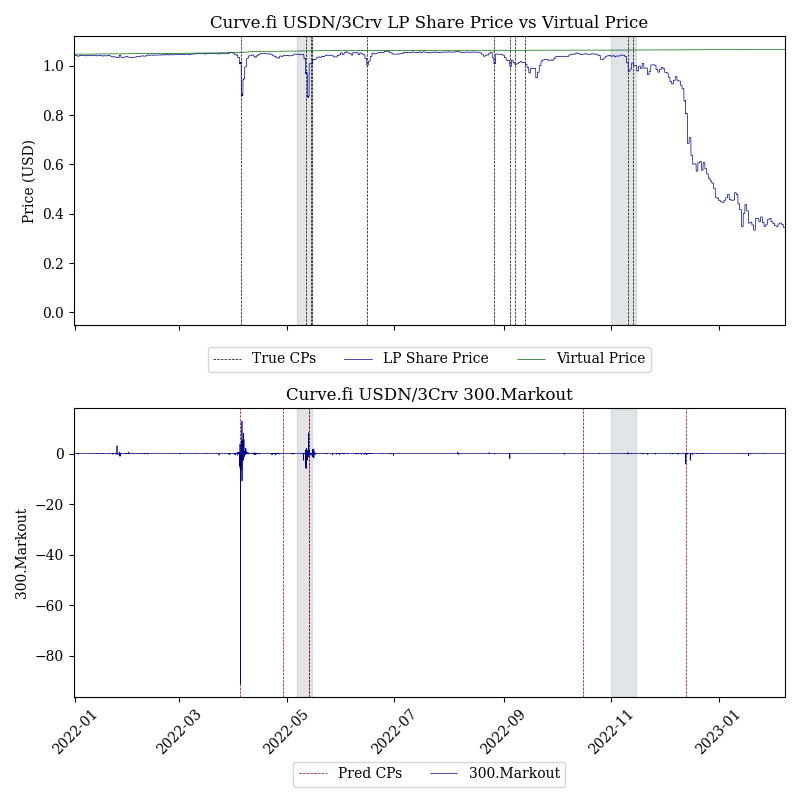 Curve.fi USDN/3Crv LP Share Price vs Virtual Price
Price (USD)
1.0
0.8
0.6
0.4
0.2
0.0
True CPs LP Share Price Virtual Price
Curve.fi USDN/3Crv 300.Markout
300.Markout
0
−20
−40
−60
−80
2022-01 2022-03 2022-05 2022-07 2022-09 2022-11 2023-01
Pred CPs 300.Markout